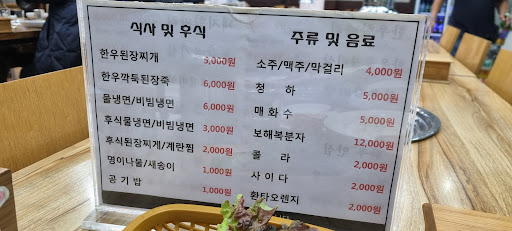 식사 및 후식
한우된장찌개 5,000원
한우깍둑된장죽 6,000원
물냉면/비빔냉면 6,000원
후식물냉면/비빔냉면 3,000원
후식된장찌게/계란찜 2,000원
명이나물/새송이 1,000원
공기밥 1,000원
주류 및 음료
소주/맥주/막걸리 4,000원
청 하 5,000원
매 화 수 5,000원
보해복분자 12,000원
콜 라 2,000원
사 이 다 2,000원
환타오렌지 2,000원